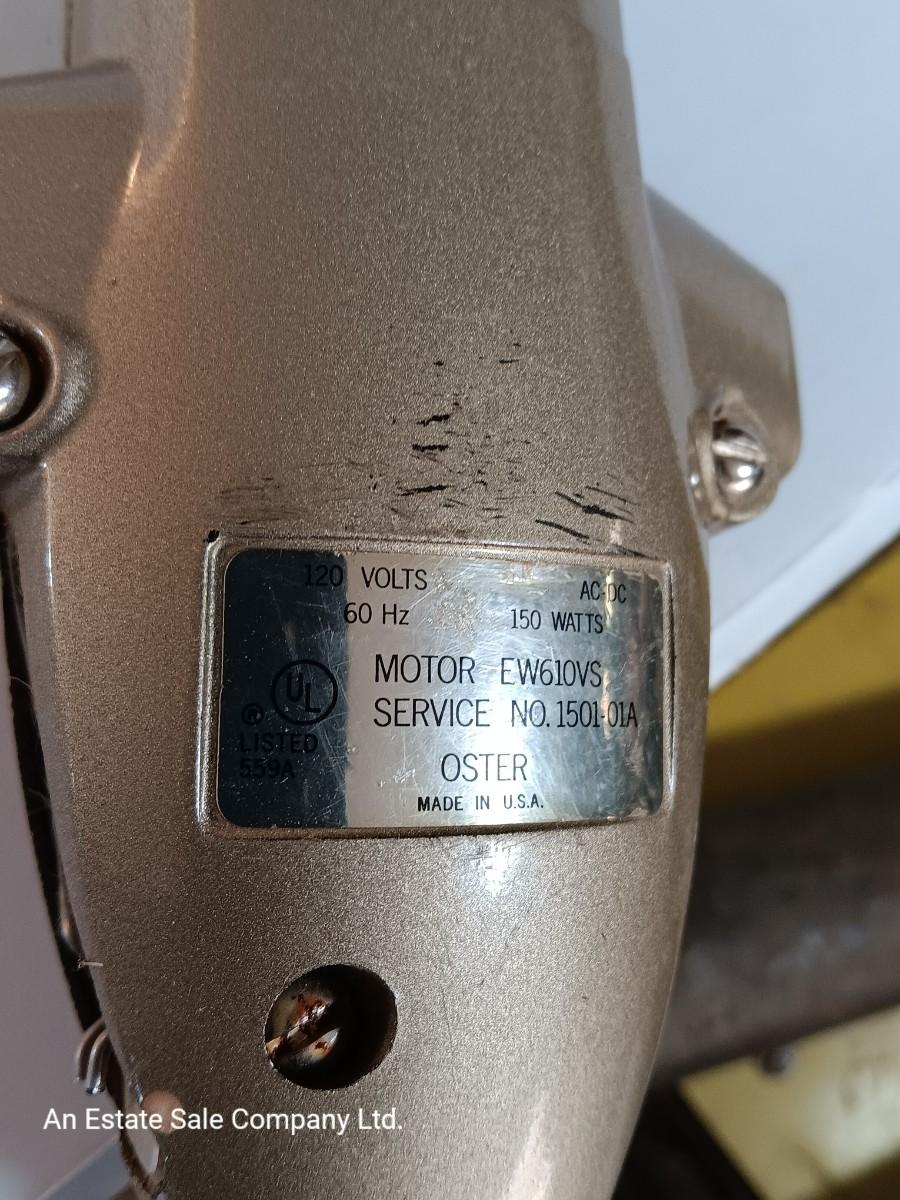 120 VOLTS AC-DC
60 Hz 150 WATTS
MOTOR EW610VS
UL
® SERVICE NO. 1501-01A
LISTED
559A OSTER
MADE IN U.S.A.
An Estate Sale Company Ltd.